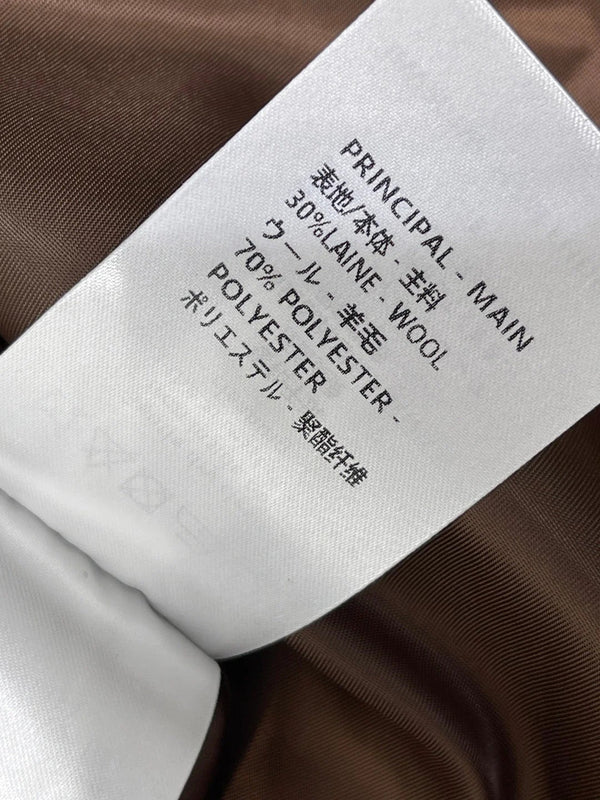 PRINCIPAL - MAIN
表地/本体 - 主料
30%LAINE - WOOL
ウール - 羊毛
70% POLYESTER -
POLYESTER
ポリエステル - 聚酯纤维